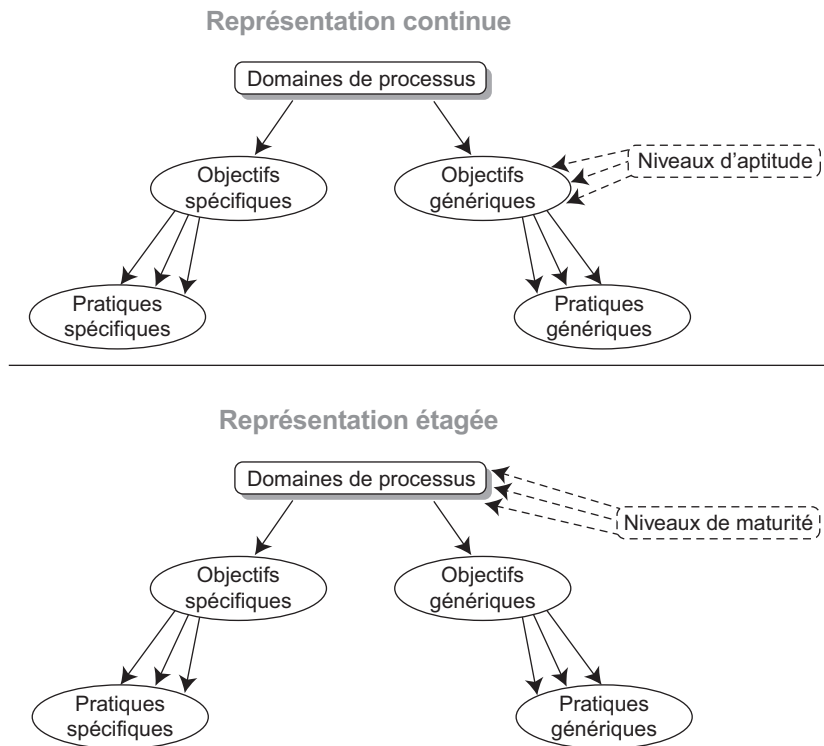 Représentation continue
Domaines de processus
Objectifs
spécifiques
Objectifs
génériques
Niveaux d'aptitude
Pratiques
spécifiques
Pratiques
génériques
Représentation étagée
Domaines de processus
Niveaux de maturité
Objectifs
spécifiques
Objectifs
génériques
Pratiques
spécifiques
Pratiques
génériques